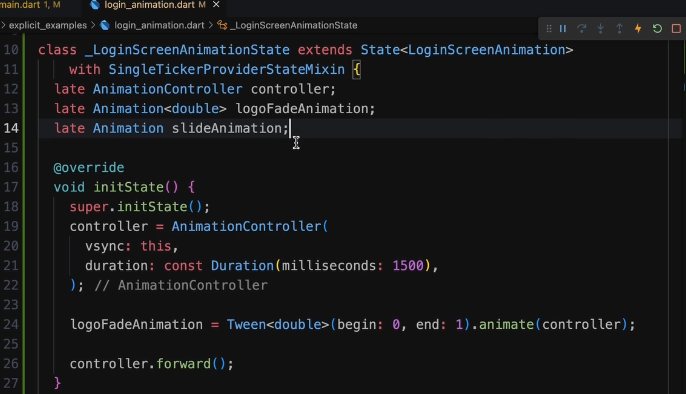 main.dart 1, M
login_animation.dart M ×
> explicit_examples > login_animation.dart > _LoginScreenAnimationState
10 class _LoginScreenAnimationState extends State<LoginScreenAnimation>
11 with SingleTickerProviderStateMixin {
12 late AnimationController controller;
13 late Animation<double> logoFadeAnimation;
14 late Animation slideAnimation;
15
16 @override
17 void initState() {
18 super.initState();
19 controller = AnimationController(
20 vsync: this,
21 duration: const Duration(milliseconds: 1500),
22 ); // AnimationController
23
24 logoFadeAnimation = Tween<double>(begin: 0, end: 1).animate(controller);
25
26 controller.forward();
27 }